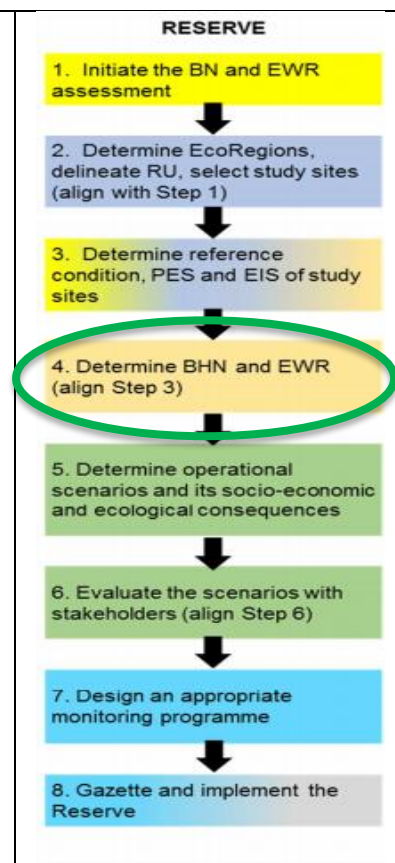 RESERVE
1. Initiate the BN and EWR
assessment
2. Determine EcoRegions,
delineate RU, select study sites
(align with Step 1)
3. Determine reference
condition, PES and EIS of study
sites
4. Determine BHN and EWR
(align Step 3)
5. Determine operational
scenarios and its socio-economic
and ecological consequences
6. Evaluate the scenarios with
stakeholders (align Step 6)
7. Design an appropriate
monitoring programme
8. Gazette and implement the
Reserve